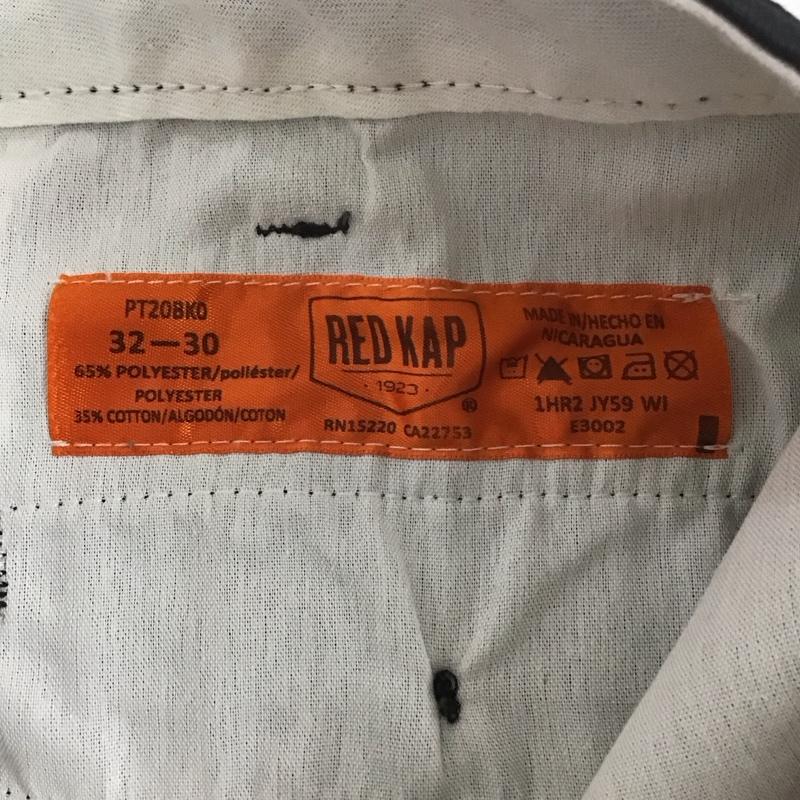 PT20BK0
32—30
65% POLYESTER/poliéster/
POLYESTER
35% COTTON/ALGODÓN/COTON
RED KAP
· 1923 ·
®
RN15220 CA22753
MADE IN/HECHO EN
NICARAGUA
1HR2 JY59 WI
E3002